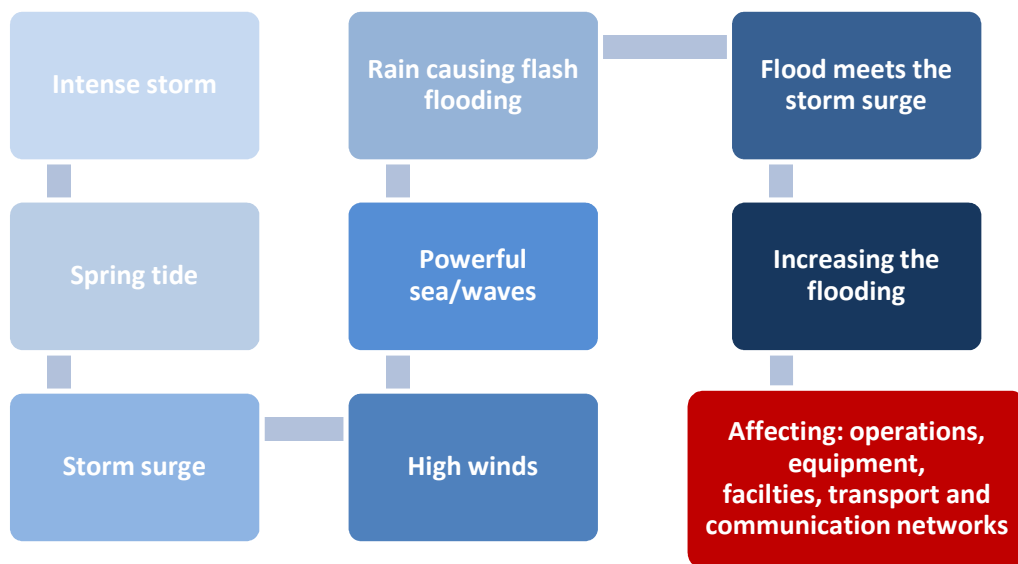 Intense storm
Spring tide
Storm surge
High winds
Powerful
sea/waves
Rain causing flash
flooding
Flood meets the
storm surge
Increasing the
flooding
Affecting: operations,
equipment,
facilties, transport and
communication networks